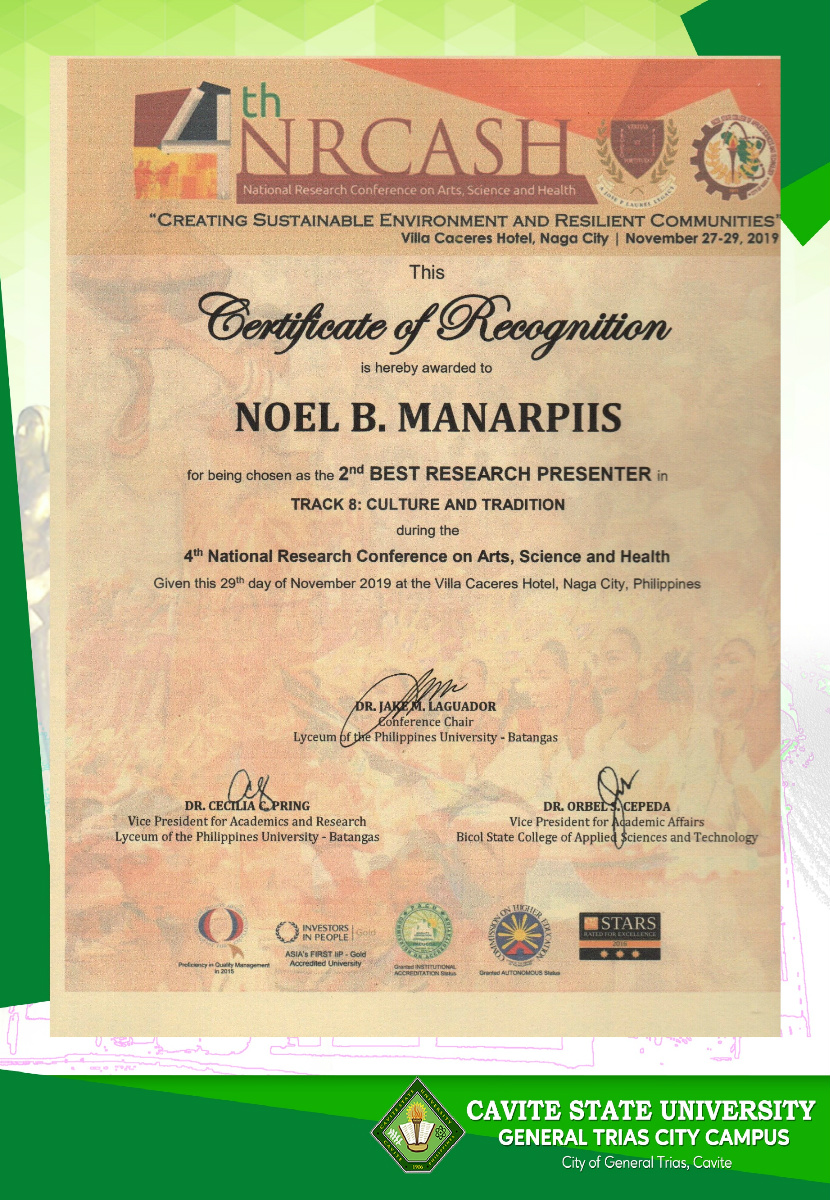 4th
NRCASH
National Research Conference on Arts, Science and Health
"CREATING SUSTAINABLE ENVIRONMENT AND RESILIENT COMMUNITIES"
Villa Caceres Hotel, Naga City | November 27-29, 2019
This
Certificate of Recognition
is hereby awarded to
NOEL B. MANARPIIS
for being chosen as the 2nd BEST RESEARCH PRESENTER in
TRACK 8: CULTURE AND TRADITION
during the
4th National Research Conference on Arts, Science and Health
Given this 29th day of November 2019 at the Villa Caceres Hotel, Naga City, Philippines
DR. JAKE M. LAGUADOR
Conference Chair
Lyceum of the Philippines University - Batangas
DR. CECILIA C. PRING
Vice President for Academics and Research
Lyceum of the Philippines University - Batangas
DR. ORBEL S. CEPEDA
Vice President for Academic Affairs
Bicol State College of Applied Sciences and Technology
Proficiency in Quality Management
in 2015
INVESTORS
IN PEOPLE | Gold
ASIA's FIRST IIP - Gold
Accredited University
Granted INSTITUTIONAL
ACCREDITATION Status
COMMISSION ON HIGHER EDUCATION
Granted AUTONOMOUS Status
STARS
RATED FOR EXCELLENCE
2016
CAVITE STATE UNIVERSITY
GENERAL TRIAS CITY CAMPUS
City of General Trias, Cavite
1906